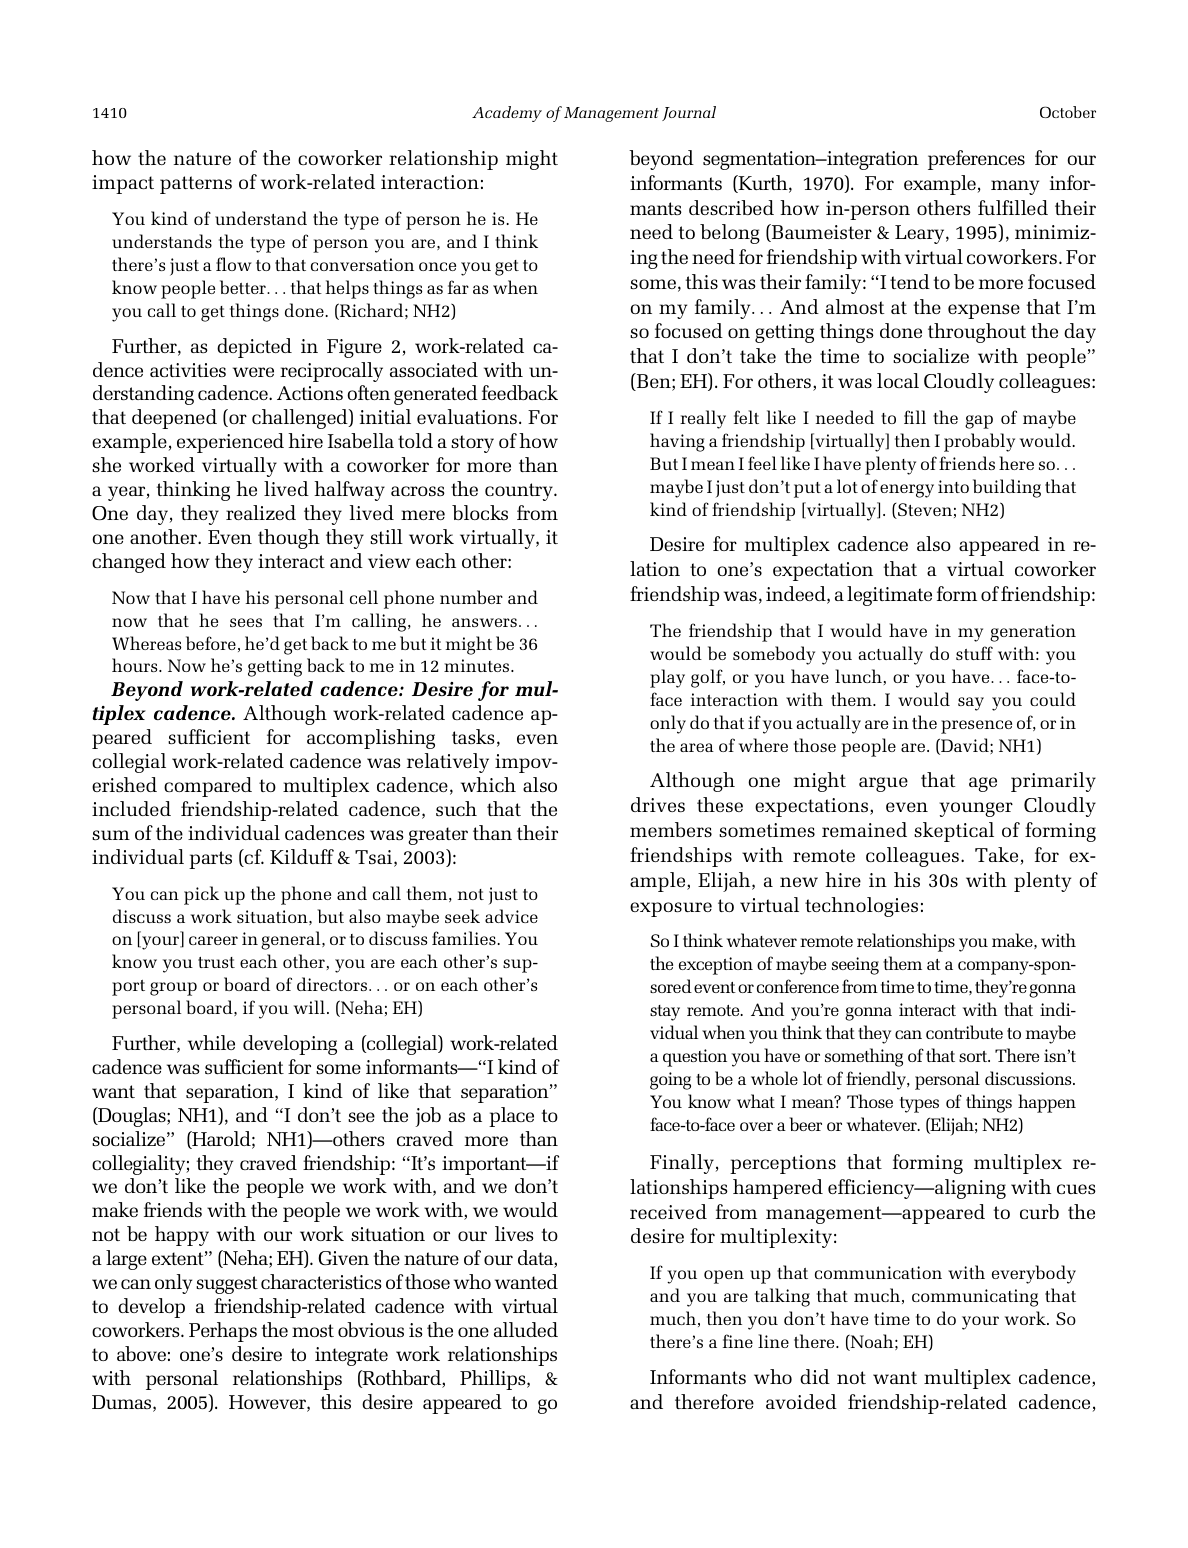 1410
Academy of Management Journal
October
how the nature of the coworker relationship might
impact patterns of work-related interaction:
You kind of understand the type of person he is. He
understands the type of person you are, and I think
there’s just a flow to that conversation once you get to
know people better. . . that helps things as far as when
you call to get things done. (Richard; NH2)
Further, as depicted in Figure 2, work-related ca-
dence activities were reciprocally associated with un-
derstanding cadence. Actions often generated feedback
that deepened (or challenged) initial evaluations. For
example, experienced hire Isabella told a story of how
she worked virtually with a coworker for more than
a year, thinking he lived halfway across the country.
One day, they realized they lived mere blocks from
one another. Even though they still work virtually, it
changed how they interact and view each other:
Now that I have his personal cell phone number and
now that he sees that I’m calling, he answers. . .
Whereas before, he’d get back to me but it might be 36
hours. Now he’s getting back to me in 12 minutes.
Beyond work-related cadence: Desire for mul-
tiplex cadence. Although work-related cadence ap-
peared sufficient for accomplishing tasks, even
collegial work-related cadence was relatively impov-
erished compared to multiplex cadence, which also
included friendship-related cadence, such that the
sum of the individual cadences was greater than their
individual parts (cf. Kilduff & Tsai, 2003):
You can pick up the phone and call them, not just to
discuss a work situation, but also maybe seek advice
on [your] career in general, or to discuss families. You
know you trust each other, you are each other’s sup-
port group or board of directors. . . or on each other’s
personal board, if you will. (Neha; EH)
Further, while developing a (collegial) work-related
cadence was sufficient for some informants—“I kind of
want that separation, I kind of like that separation”
(Douglas; NH1), and “I don’t see the job as a place to
socialize” (Harold; NH1)—others craved more than
collegiality; they craved friendship: “It’s important—if
we don’t like the people we work with, and we don’t
make friends with the people we work with, we would
not be happy with our work situation or our lives to
a large extent” (Neha; EH). Given the nature of our data,
we can only suggest characteristics of those who wanted
to develop a friendship-related cadence with virtual
coworkers. Perhaps the most obvious is the one alluded
to above: one’s desire to integrate work relationships
with personal relationships (Rothbard, Phillips, &
Dumas, 2005). However, this desire appeared to go
beyond segmentation–integration preferences for our
informants (Kurth, 1970). For example, many infor-
mants described how in-person others fulfilled their
need to belong (Baumeister & Leary, 1995), minimiz-
ing the need for friendship with virtual coworkers. For
some, this was their family: “I tend to be more focused
on my family. . . And almost at the expense that I’m
so focused on getting things done throughout the day
that I don’t take the time to socialize with people”
(Ben; EH). For others, it was local Cloudly colleagues:
If I really felt like I needed to fill the gap of maybe
having a friendship [virtually] then I probably would.
But I mean I feel like I have plenty of friends here so. . .
maybe I just don’t put a lot of energy into building that
kind of friendship [virtually]. (Steven; NH2)
Desire for multiplex cadence also appeared in re-
lation to one’s expectation that a virtual coworker
friendship was, indeed, a legitimate form of friendship:
The friendship that I would have in my generation
would be somebody you actually do stuff with: you
play golf, or you have lunch, or you have. . . face-to-
face interaction with them. I would say you could
only do that if you actually are in the presence of, or in
the area of where those people are. (David; NH1)
Although one might argue that age primarily
drives these expectations, even younger Cloudly
members sometimes remained skeptical of forming
friendships with remote colleagues. Take, for ex-
ample, Elijah, a new hire in his 30s with plenty of
exposure to virtual technologies:
So I think whatever remote relationships you make, with
the exception of maybe seeing them at a company-spon-
sored event or conference from time to time, they’re gonna
stay remote. And you’re gonna interact with that indi-
vidual when you think that they can contribute to maybe
a question you have or something of that sort. There isn’t
going to be a whole lot of friendly, personal discussions.
You know what I mean? Those types of things happen
face-to-face over a beer or whatever. (Elijah; NH2)
Finally, perceptions that forming multiplex re-
lationships hampered efficiency—aligning with cues
received from management—appeared to curb the
desire for multiplexity:
If you open up that communication with everybody
and you are talking that much, communicating that
much, then you don’t have time to do your work. So
there’s a fine line there. (Noah; EH)
Informants who did not want multiplex cadence,
and therefore avoided friendship-related cadence,